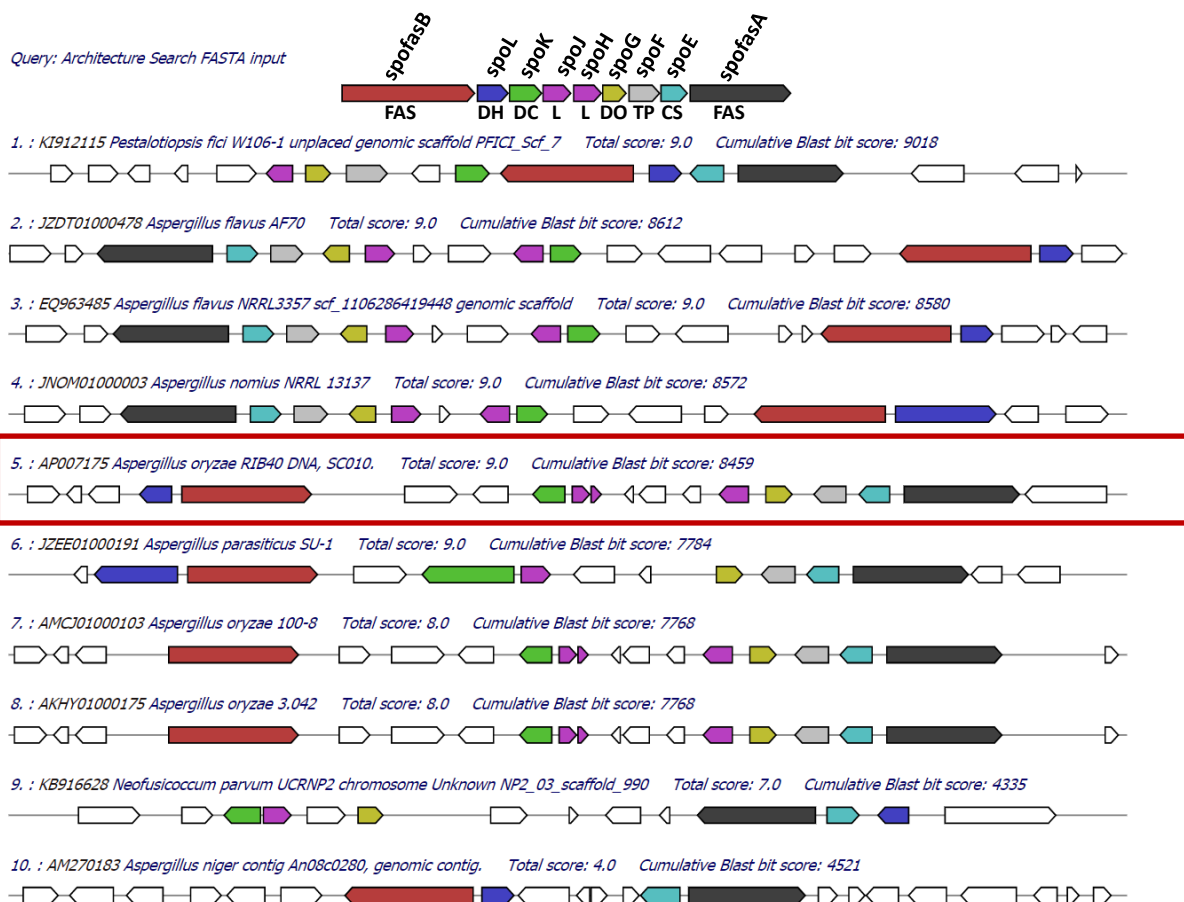 spofasB spoL spoK spoJ spoH spoG spoF spoE spofasA
Query: Architecture Search FASTA input
FAS DH DC L L DO TP CS FAS
1. : KI912115 Pestalotiopsis fici W106-1 unplaced genomic scaffold PFICI_Scf_7 Total score: 9.0 Cumulative Blast bit score: 9018
2. : JZDT01000478 Aspergillus flavus AF70 Total score: 9.0 Cumulative Blast bit score: 8612
3. : EQ963485 Aspergillus flavus NRRL3357 scf_1106286419448 genomic scaffold Total score: 9.0 Cumulative Blast bit score: 8580
4. : JNOM01000003 Aspergillus nomius NRRL 13137 Total score: 9.0 Cumulative Blast bit score: 8572
5. : AP007175 Aspergillus oryzae RIB40 DNA, SC010. Total score: 9.0 Cumulative Blast bit score: 8459
6. : JZEE01000191 Aspergillus parasiticus SU-1 Total score: 9.0 Cumulative Blast bit score: 7784
7. : AMCJ01000103 Aspergillus oryzae 100-8 Total score: 8.0 Cumulative Blast bit score: 7768
8. : AKHY01000175 Aspergillus oryzae 3.042 Total score: 8.0 Cumulative Blast bit score: 7768
9. : KB916628 Neofusicoccum parvum UCRNP2 chromosome Unknown NP2_03_scaffold_990 Total score: 7.0 Cumulative Blast bit score: 4335
10. : AM270183 Aspergillus niger contig An08c0280, genomic contig. Total score: 4.0 Cumulative Blast bit score: 4521